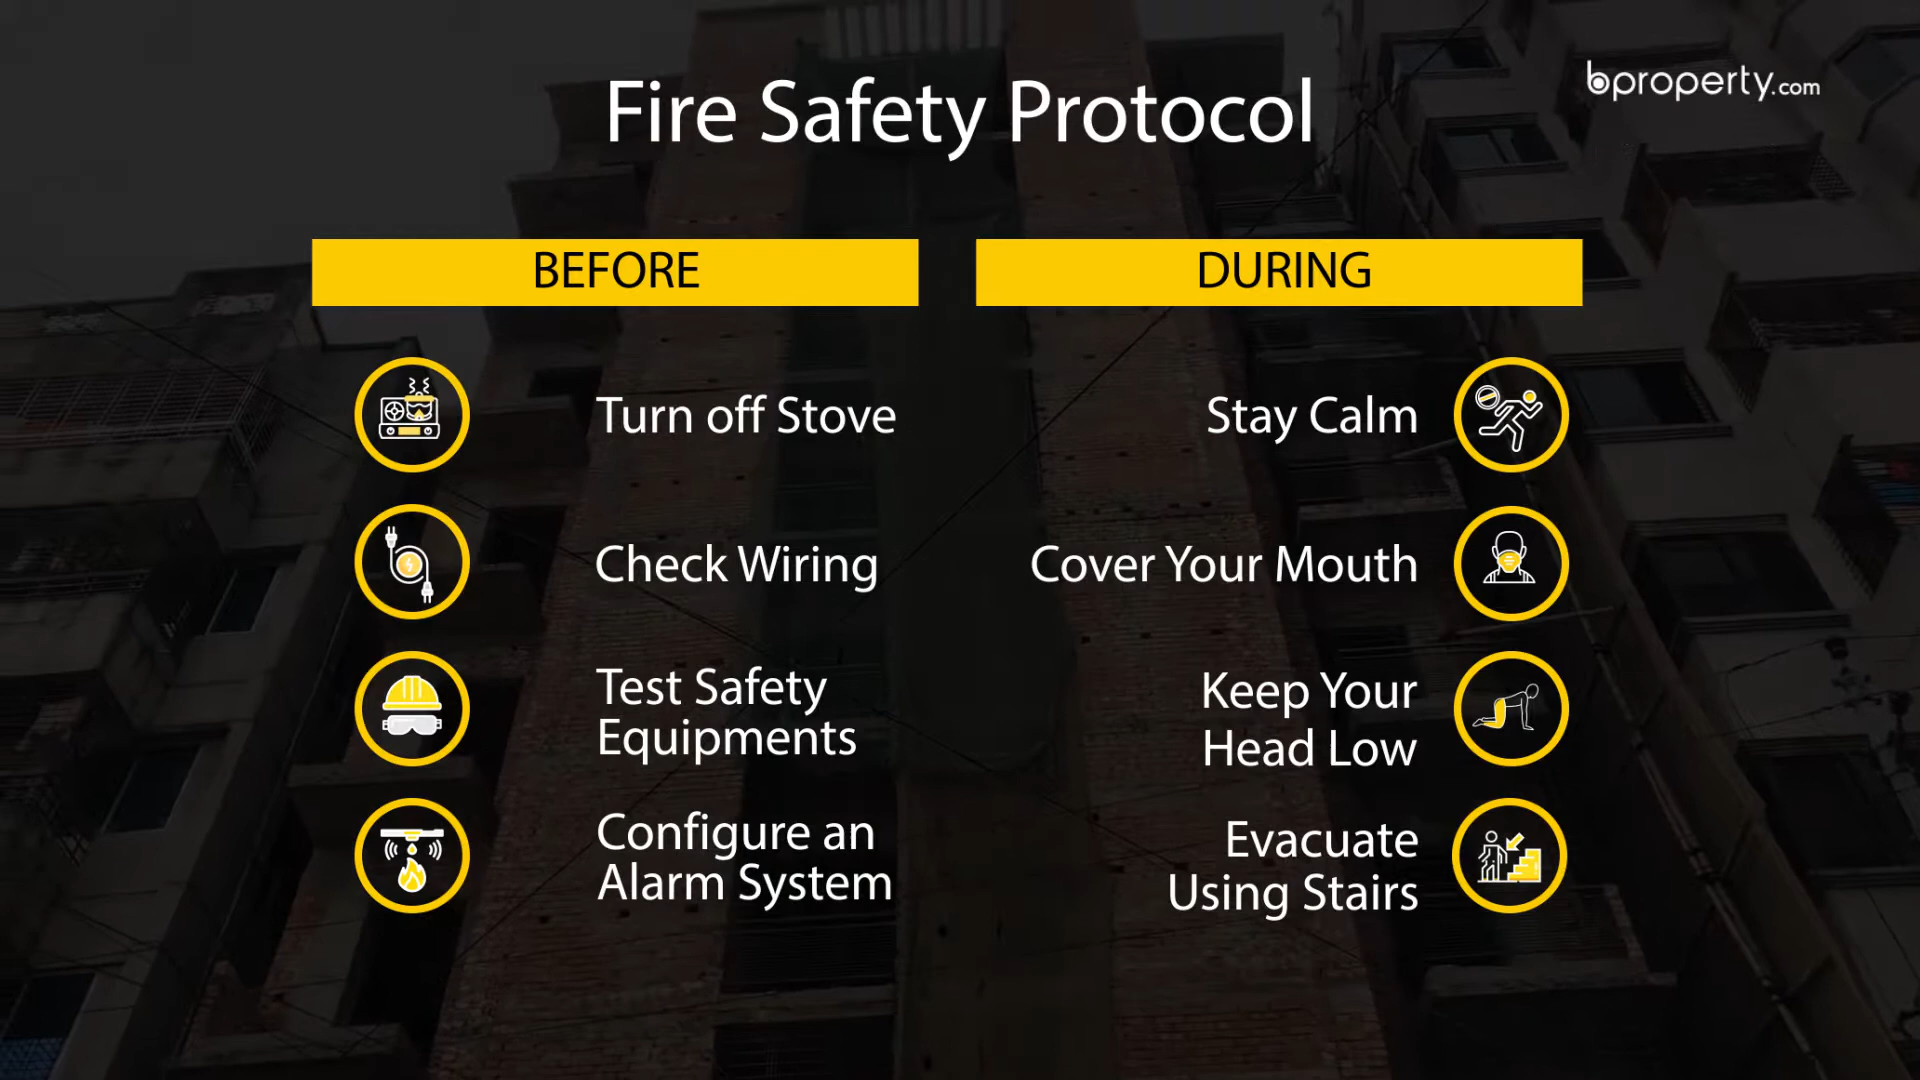 Fire Safety Protocol
bproperty.com
BEFORE
Turn off Stove
Check Wiring
Test Safety
Equipments
Configure an
Alarm System
DURING
Stay Calm
Cover Your Mouth
Keep Your
Head Low
Evacuate
Using Stairs